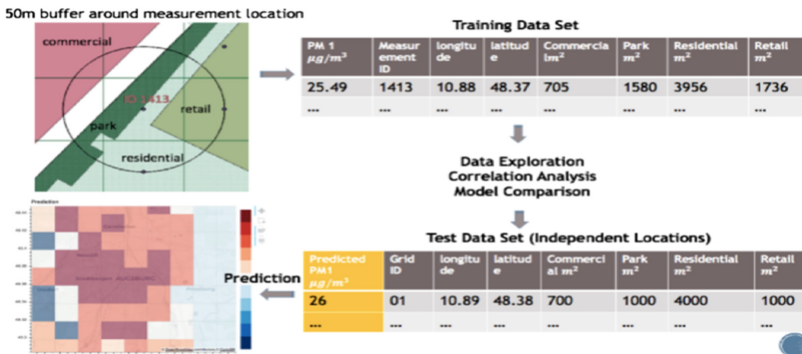 50m buffer around measurement location
commercial
ID 1413
retail
park
residential
Training Data Set
PM 1 µg/m³ Measur ement ID longitu de latitud e Commercia lm² Park m² Residential m² Retail m²
25.49 1413 10.88 48.37 705 1580 3956 1736
... ... ... ... ... ... ... ...
Data Exploration
Correlation Analysis
Model Comparison
Test Data Set (Independent Locations)
Predicted PM1 µg/m³ Grid ID longitu de latitud e Commerci al m² Park m² Residential m² Retail m²
26 01 10.89 48.38 700 1000 4000 1000
... ... ... ... ... ... ... ...
Prediction
Prediction
AUGSBURG